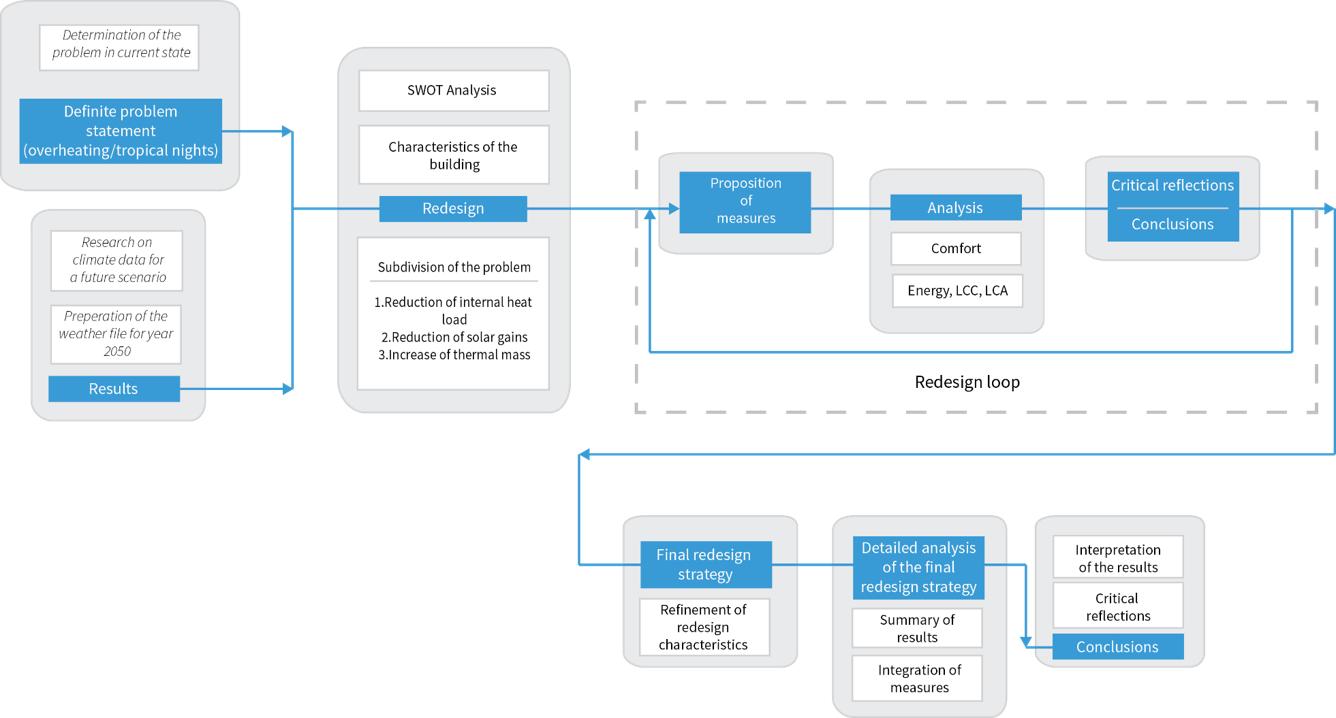 Determination of the
problem in current state
Definite problem
statement
(overheating/tropical nights)
Research on
climate data for
a future scenario
Preperation of the
weather file for year
2050
Results
SWOT Analysis
Characteristics of the
building
Redesign
Subdivision of the problem
1.Reduction of internal heat
load
2.Reduction of solar gains
3.Increase of thermal mass
Proposition
of
measures
Analysis
Comfort
Energy, LCC, LCA
Critical reflections
Conclusions
Redesign loop
Final redesign
strategy
Refinement of
redesign
characteristics
Detailed analysis
of the final
redesign strategy
Summary of
results
Integration of
measures
Interpretation
of the results
Critical
reflections
Conclusions